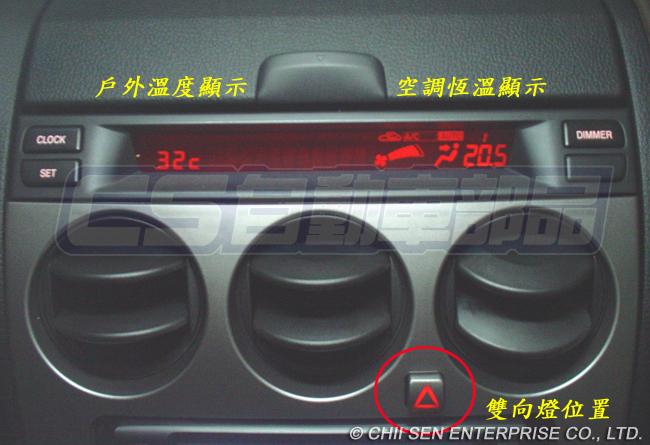 戶外溫度顯示
空調恆溫顯示
CLOCK
A/C AUTO
DIMMER
32c
20.5
SET
CS自動車部品
雙向燈位置
© CHII SEN ENTERPRISE CO., LTD.